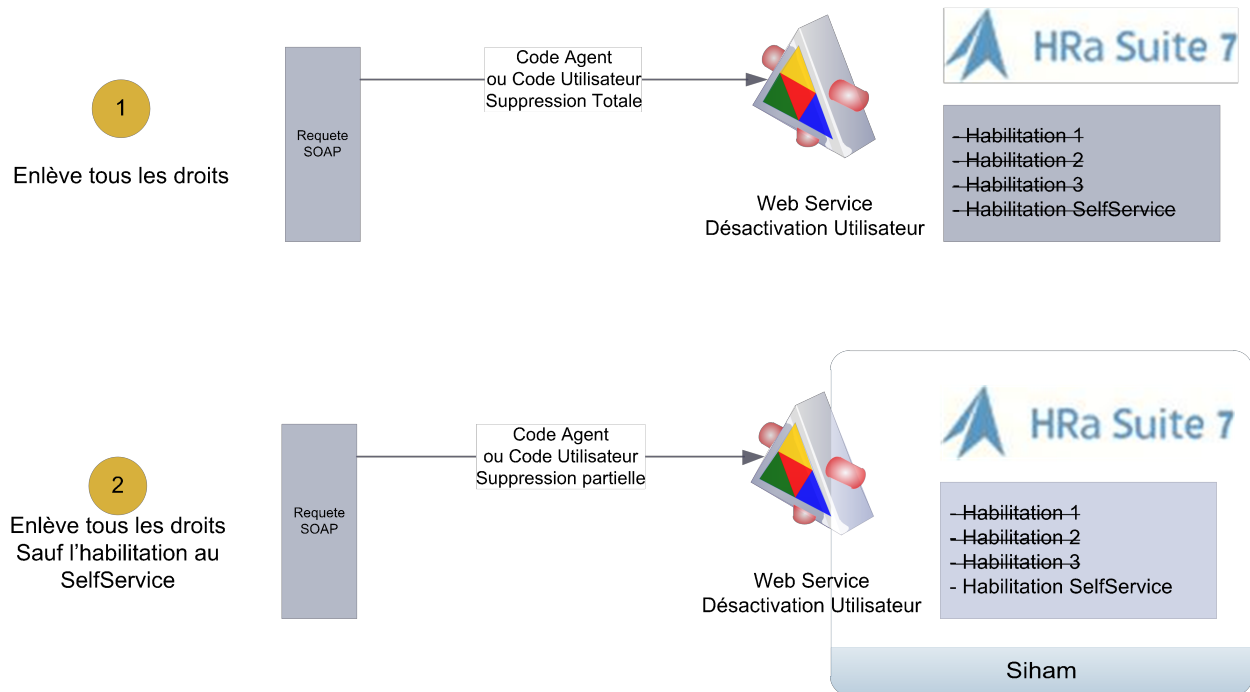 1
Enlève tous les droits
Requete
SOAP
Code Agent
ou Code Utilisateur
Suppression Totale
Web Service
Désactivation Utilisateur
HRa Suite 7
- Habilitation 1
- Habilitation 2
- Habilitation 3
- Habilitation SelfService
2
Enlève tous les droits
Sauf l'habilitation au
SelfService
Requete
SOAP
Code Agent
ou Code Utilisateur
Suppression partielle
Web Service
Désactivation Utilisateur
HRa Suite 7
- Habilitation 1
- Habilitation 2
- Habilitation 3
- Habilitation SelfService
Siham